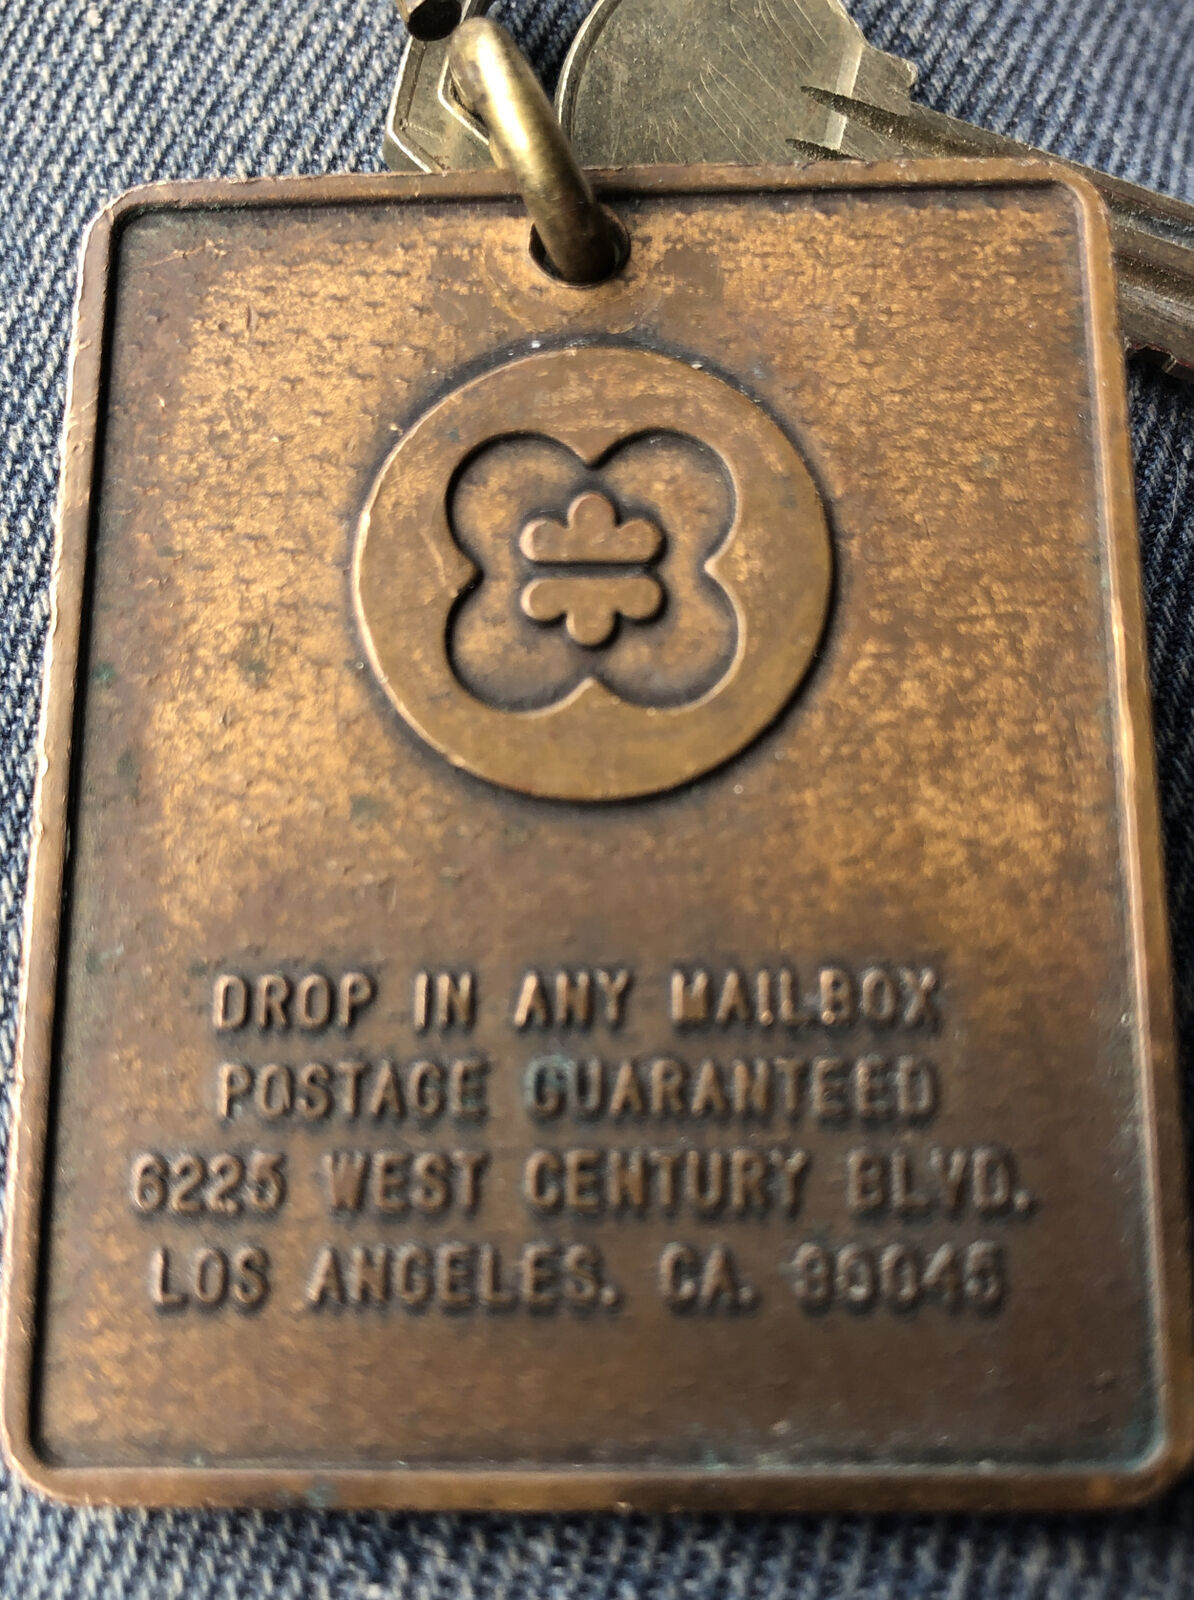 DROP IN ANY MAILBOX
POSTAGE GUARANTEED
6225 WEST CENTURY BLVD.
LOS ANGELES. CA. 90045